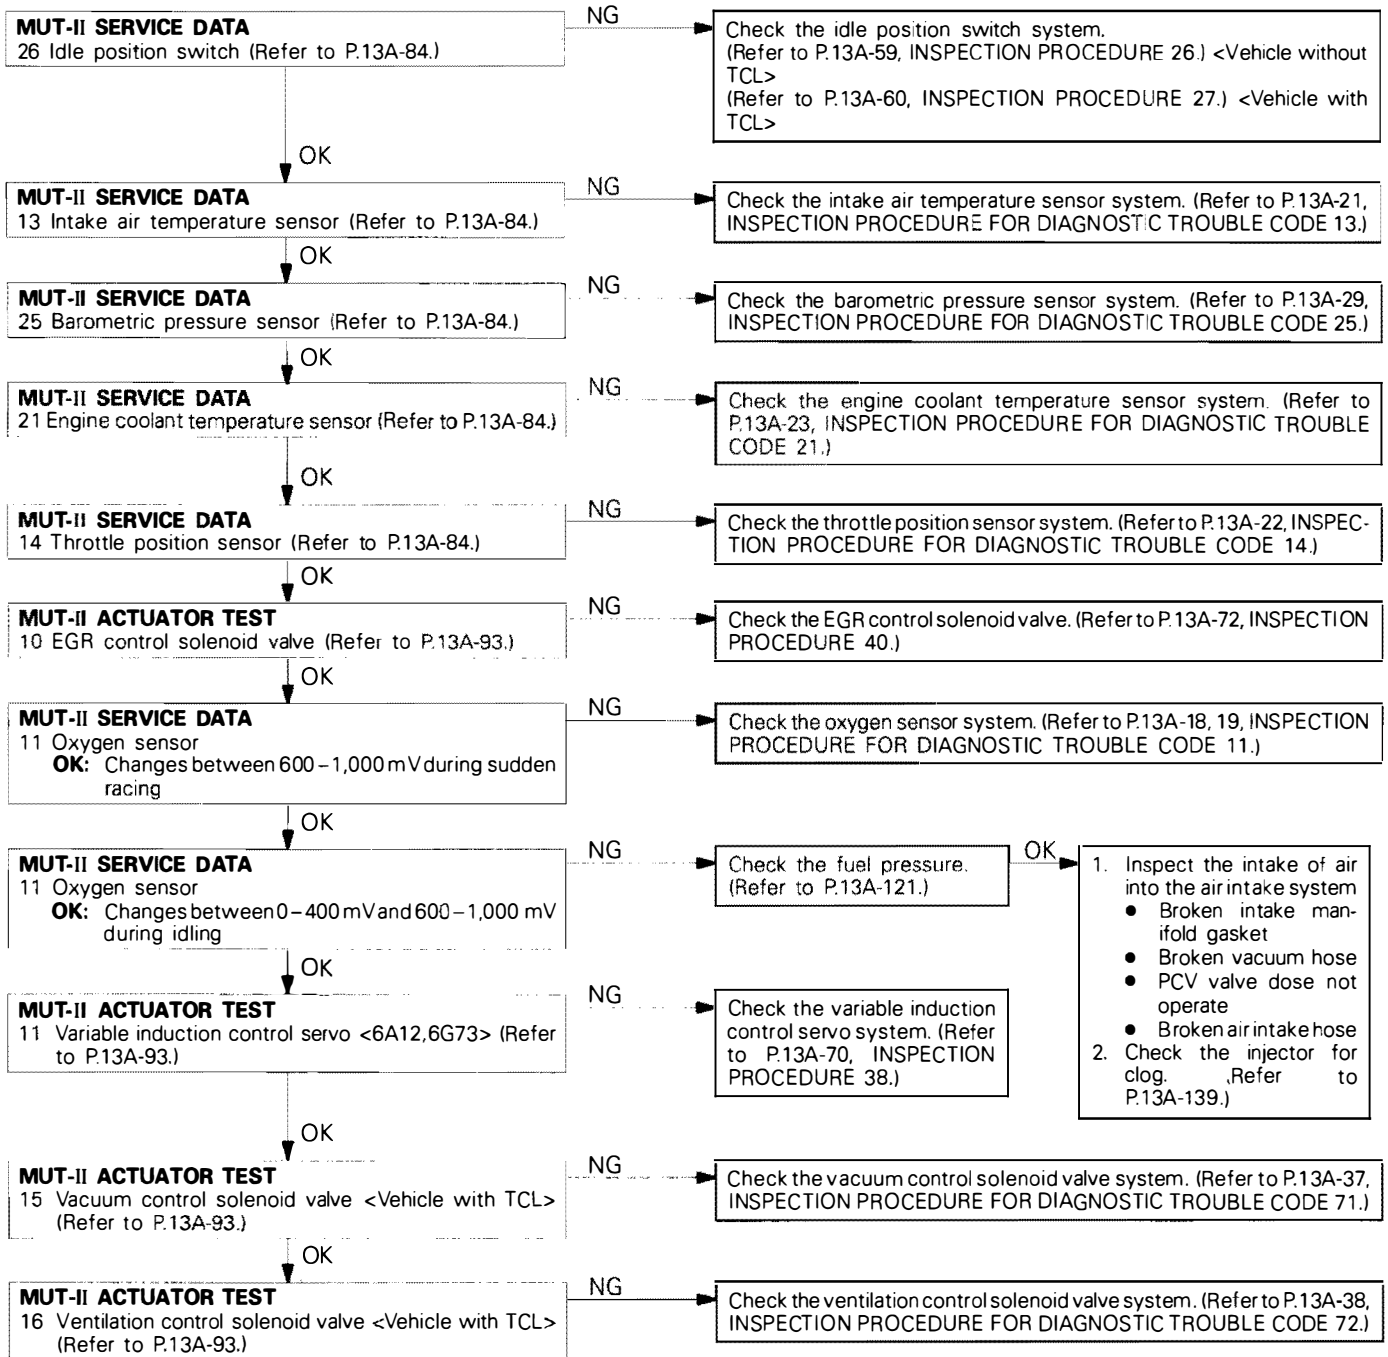 MUT-II SERVICE DATA
26 Idle position switch (Refer to P.13A-84.)
NG
Check the idle position switch system.
(Refer to P.13A-59, INSPECTION PROCEDURE 26.) <Vehicle without
TCL>
(Refer to P.13A-60, INSPECTION PROCEDURE 27.) <Vehicle with
TCL>
OK
MUT-II SERVICE DATA
13 Intake air temperature sensor (Refer to P.13A-84.)
NG
Check the intake air temperature sensor system. (Refer to P.13A-21,
INSPECTION PROCEDURE FOR DIAGNOSTIC TROUBLE CODE 13.)
OK
MUT-II SERVICE DATA
25 Barometric pressure sensor (Refer to P.13A-84.)
NG
Check the barometric pressure sensor system. (Refer to P.13A-29,
INSPECTION PROCEDURE FOR DIAGNOSTIC TROUBLE CODE 25.)
OK
MUT-II SERVICE DATA
21 Engine coolant temperature sensor (Refer to P.13A-84.)
NG
Check the engine coolant temperature sensor system. (Refer to
P.13A-23, INSPECTION PROCEDURE FOR DIAGNOSTIC TROUBLE
CODE 21.)
OK
MUT-II SERVICE DATA
14 Throttle position sensor (Refer to P.13A-84.)
NG
Check the throttle position sensor system. (Refer to P.13A-22, INSPEC-
TION PROCEDURE FOR DIAGNOSTIC TROUBLE CODE 14.)
OK
MUT-II ACTUATOR TEST
10 EGR control solenoid valve (Refer to P.13A-93.)
NG
Check the EGR control solenoid valve. (Refer to P.13A-72, INSPECTION
PROCEDURE 40.)
OK
MUT-II SERVICE DATA
11 Oxygen sensor
OK: Changes between 600–1,000 mV during sudden
racing
NG
Check the oxygen sensor system. (Refer to P.13A-18, 19, INSPECTION
PROCEDURE FOR DIAGNOSTIC TROUBLE CODE 11.)
OK
MUT-II SERVICE DATA
11 Oxygen sensor
OK: Changes between 0–400 mV and 600–1,000 mV
during idling
NG
Check the fuel pressure.
(Refer to P.13A-121.)
OK
1. Inspect the intake of air
into the air intake system
● Broken intake man-
ifold gasket
● Broken vacuum hose
● PCV valve dose not
operate
● Broken air intake hose
2. Check the injector for
clog. (Refer to
P.13A-139.)
OK
MUT-II ACTUATOR TEST
11 Variable induction control servo <6A12,6G73> (Refer
to P.13A-93.)
NG
Check the variable induction
control servo system. (Refer
to P.13A-70, INSPECTION
PROCEDURE 38.)
OK
MUT-II ACTUATOR TEST
15 Vacuum control solenoid valve <Vehicle with TCL>
(Refer to P.13A-93.)
NG
Check the vacuum control solenoid valve system. (Refer to P.13A-37,
INSPECTION PROCEDURE FOR DIAGNOSTIC TROUBLE CODE 71.)
OK
MUT-II ACTUATOR TEST
16 Ventilation control solenoid valve <Vehicle with TCL>
(Refer to P.13A-93.)
NG
Check the ventilation control solenoid valve system. (Refer to P.13A-38,
INSPECTION PROCEDURE FOR DIAGNOSTIC TROUBLE CODE 72.)